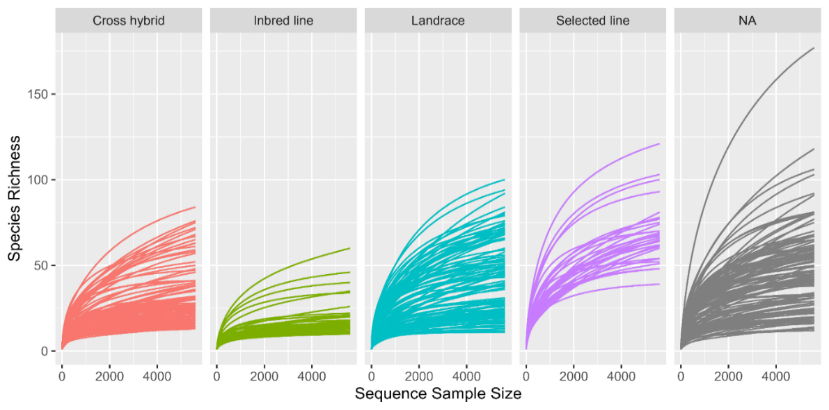 Cross hybrid Inbred line Landrace Selected line NA
Species Richness
150
100
50
0
0 2000 4000 0 2000 4000 0 2000 4000 0 2000 4000 0 2000 4000
Sequence Sample Size